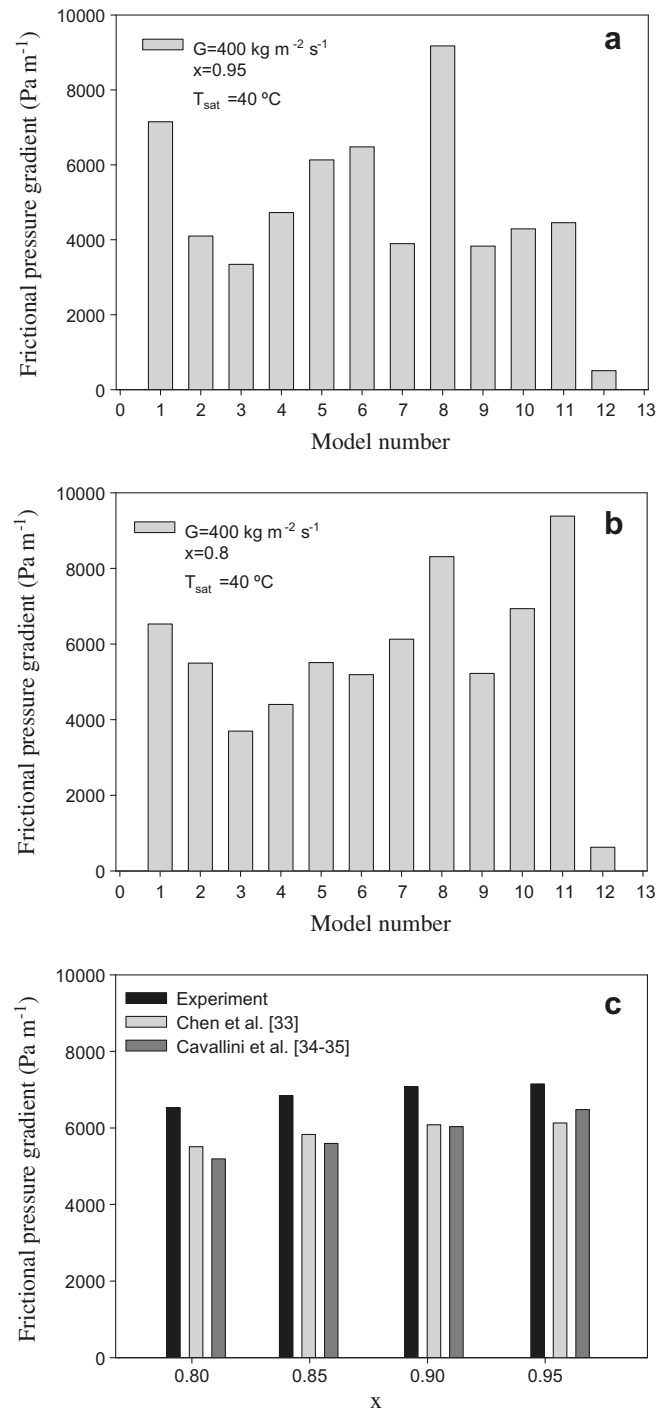 a
G=400 kg m⁻² s⁻¹
x=0.95
T_sat =40 ºC
Frictional pressure gradient (Pa m⁻¹)
10000
8000
6000
4000
2000
0
0 1 2 3 4 5 6 7 8 9 10 11 12 13
Model number
b
G=400 kg m⁻² s⁻¹
x=0.8
T_sat =40 ºC
Frictional pressure gradient (Pa m⁻¹)
10000
8000
6000
4000
2000
0
0 1 2 3 4 5 6 7 8 9 10 11 12 13
Model number
c
Experiment
Chen et al. [33]
Cavallini et al. [34-35]
Frictional pressure gradient (Pa m⁻¹)
10000
8000
6000
4000
2000
0
0.80 0.85 0.90 0.95
x